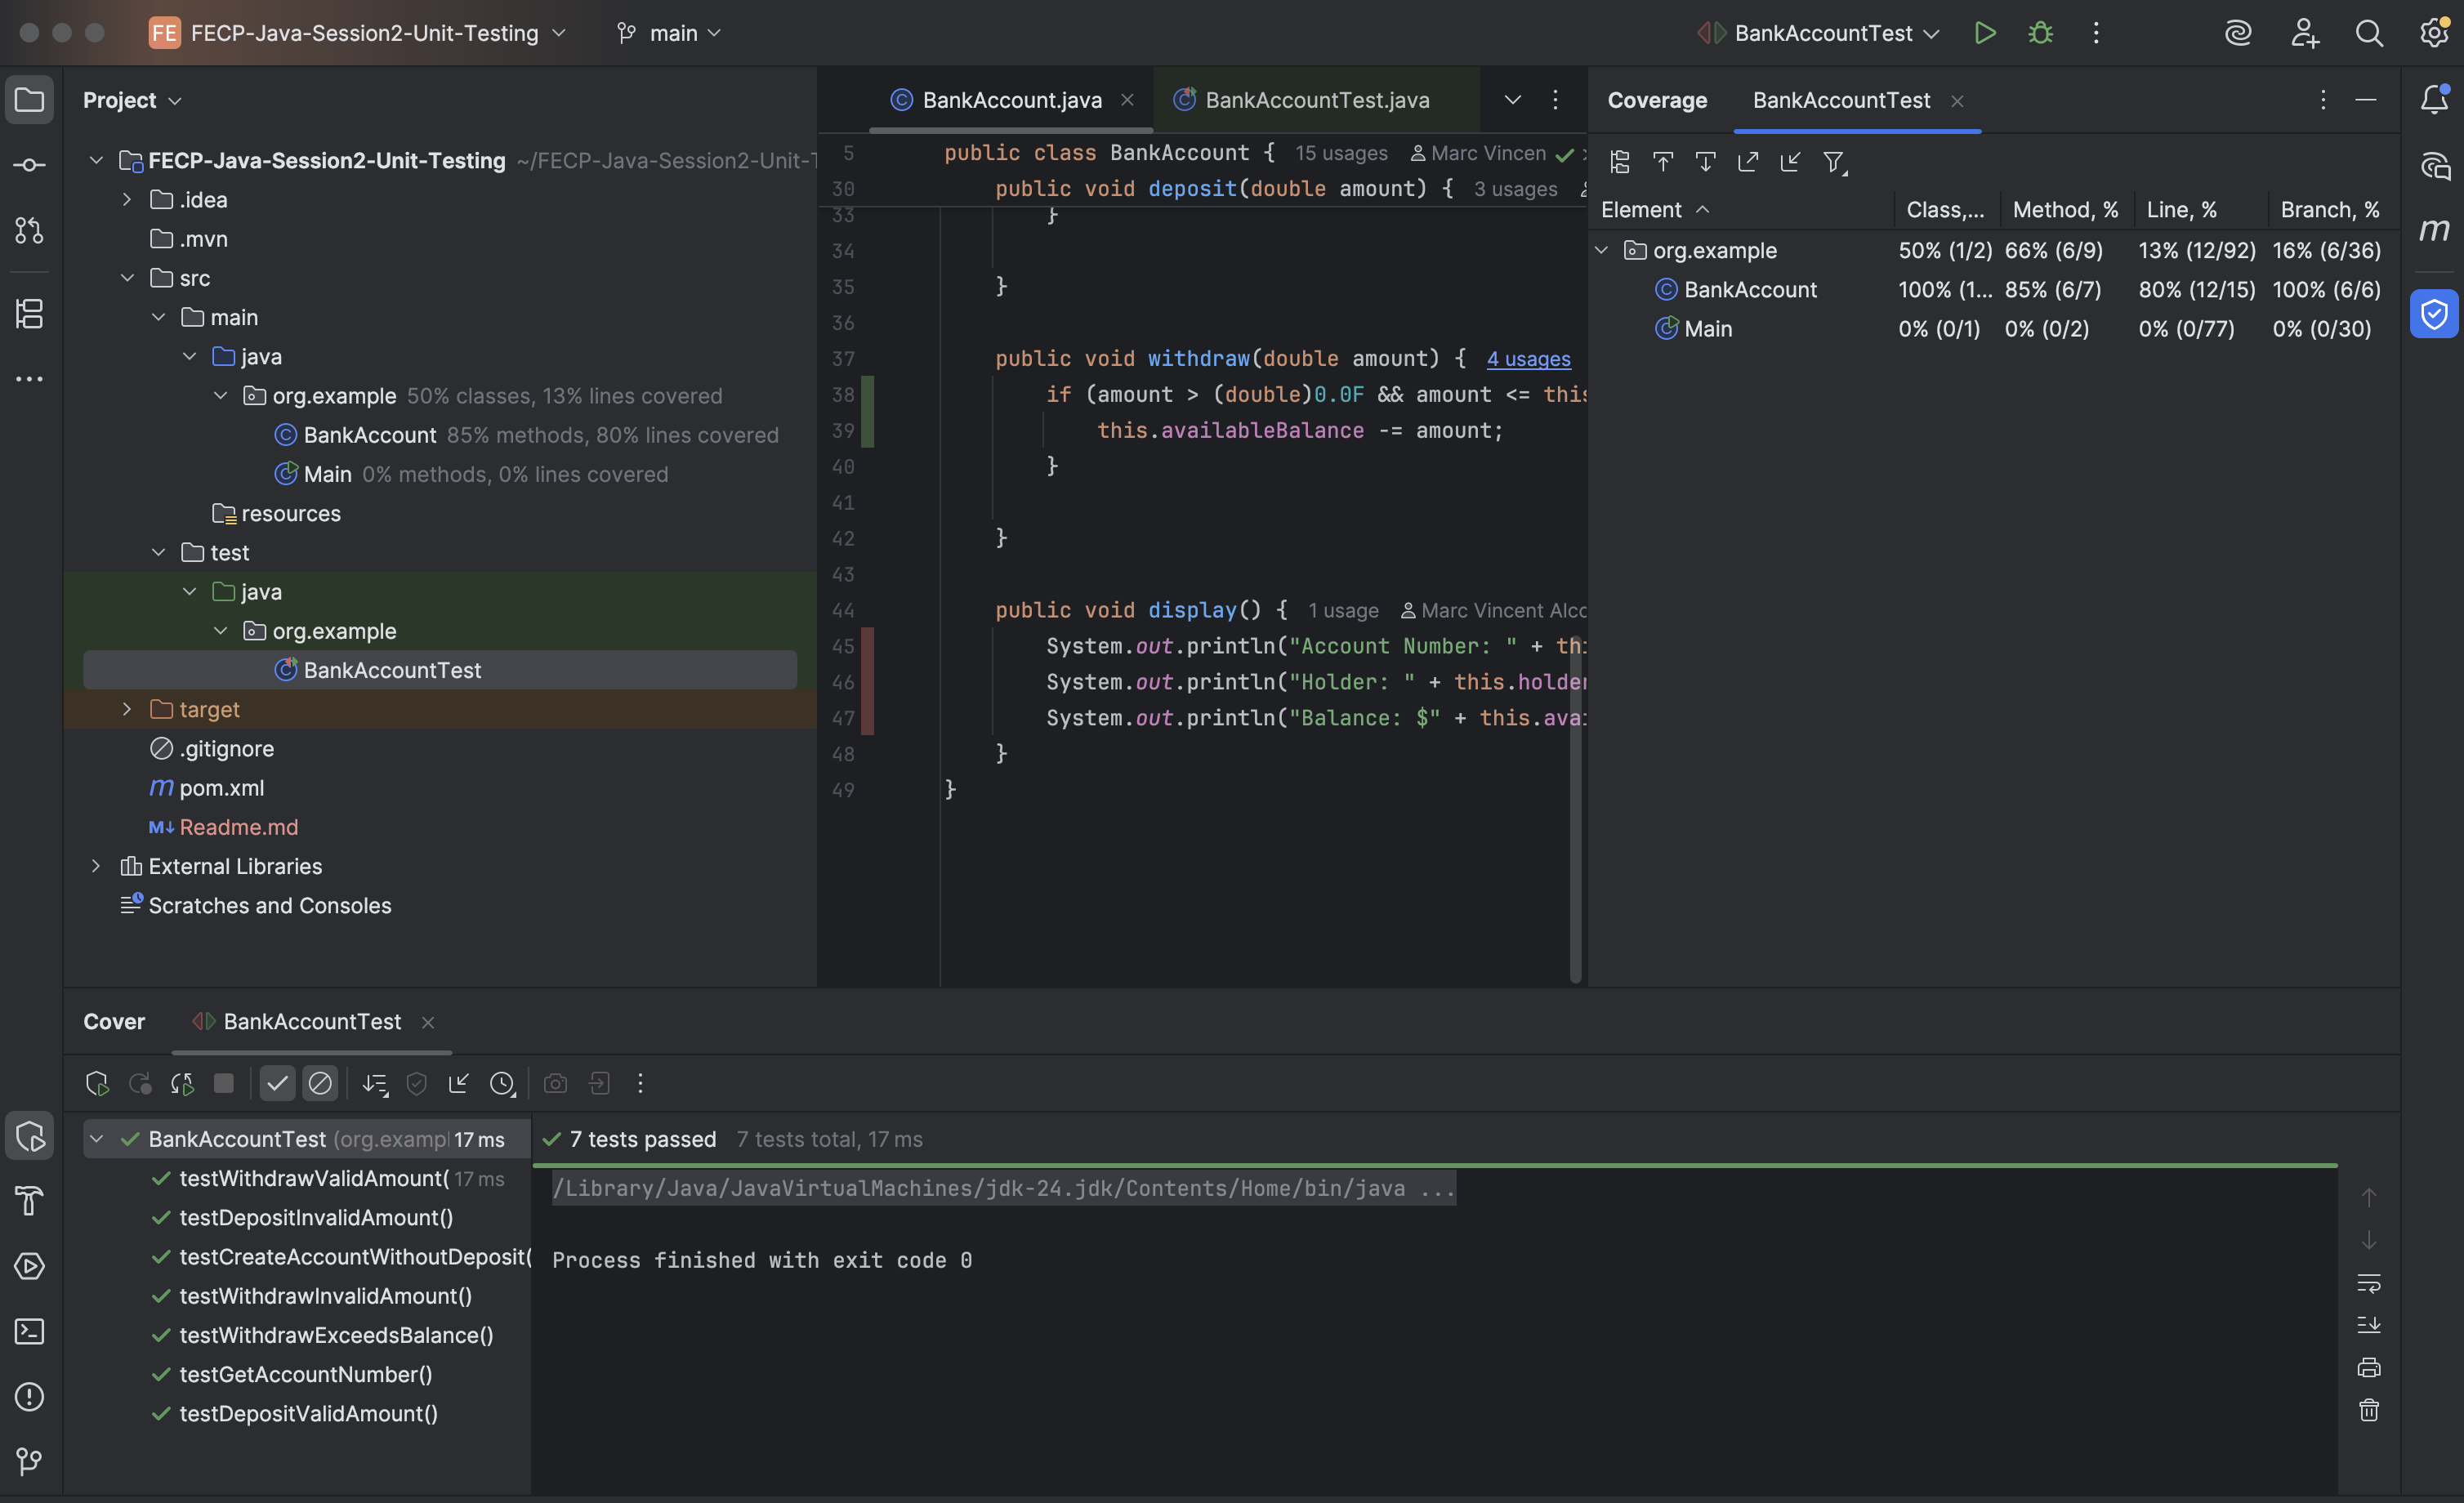 FE FECP-Java-Session2-Unit-Testing main BankAccountTest
Project
FECP-Java-Session2-Unit-Testing ~/FECP-Java-Session2-Unit-T
.idea
.mvn
src
main
java
org.example 50% classes, 13% lines covered
BankAccount 85% methods, 80% lines covered
Main 0% methods, 0% lines covered
resources
test
java
org.example
BankAccountTest
target
.gitignore
m pom.xml
M↓ Readme.md
External Libraries
Scratches and Consoles
BankAccount.java BankAccountTest.java
5 public class BankAccount { 15 usages Marc Vincen
30 public void deposit(double amount) { 3 usages
33 }
34
35 }
36
37 public void withdraw(double amount) { 4 usages
38 if (amount > (double)0.0F && amount <= this
39 this.availableBalance -= amount;
40 }
41
42 }
43
44 public void display() { 1 usage Marc Vincent Alco
45 System.out.println("Account Number: " + thi
46 System.out.println("Holder: " + this.holder
47 System.out.println("Balance: $" + this.avai
48 }
49 }
Coverage BankAccountTest
Element Class,... Method, % Line, % Branch, %
org.example 50% (1/2) 66% (6/9) 13% (12/92) 16% (6/36)
BankAccount 100% (1... 85% (6/7) 80% (12/15) 100% (6/6)
Main 0% (0/1) 0% (0/2) 0% (0/77) 0% (0/30)
m
Cover BankAccountTest
BankAccountTest (org.exampl 17 ms
testWithdrawValidAmount( 17 ms
testDepositInvalidAmount()
testCreateAccountWithoutDeposit(
testWithdrawInvalidAmount()
testWithdrawExceedsBalance()
testGetAccountNumber()
testDepositValidAmount()
7 tests passed 7 tests total, 17 ms
/Library/Java/JavaVirtualMachines/jdk-24.jdk/Contents/Home/bin/java ...
Process finished with exit code 0